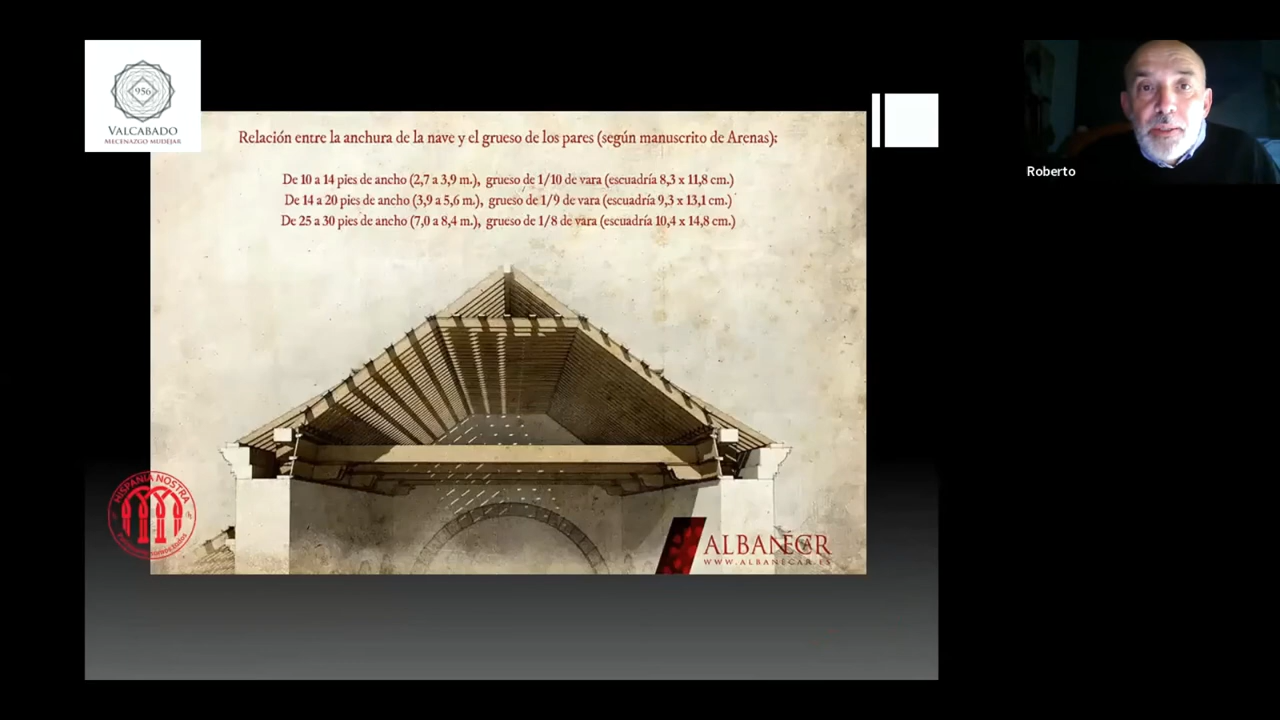 956
VALCABADO
MECENAZGO MUDÉJAR
Relación entre la anchura de la nave y el grueso de los pares (según manuscrito de Arenas):
De 10 a 14 pies de ancho (2,7 a 3,9 m.), grueso de 1/10 de vara (escuadría 8,3 x 11,8 cm.)
De 14 a 20 pies de ancho (3,9 a 5,6 m.), grueso de 1/9 de vara (escuadría 9,3 x 13,1 cm.)
De 25 a 30 pies de ancho (7,0 a 8,4 m.), grueso de 1/8 de vara (escuadría 10,4 x 14,8 cm.)
Roberto
HISPANIA NOSTRA
ALBANÉCAR
WWW.ALBANECAR.ES